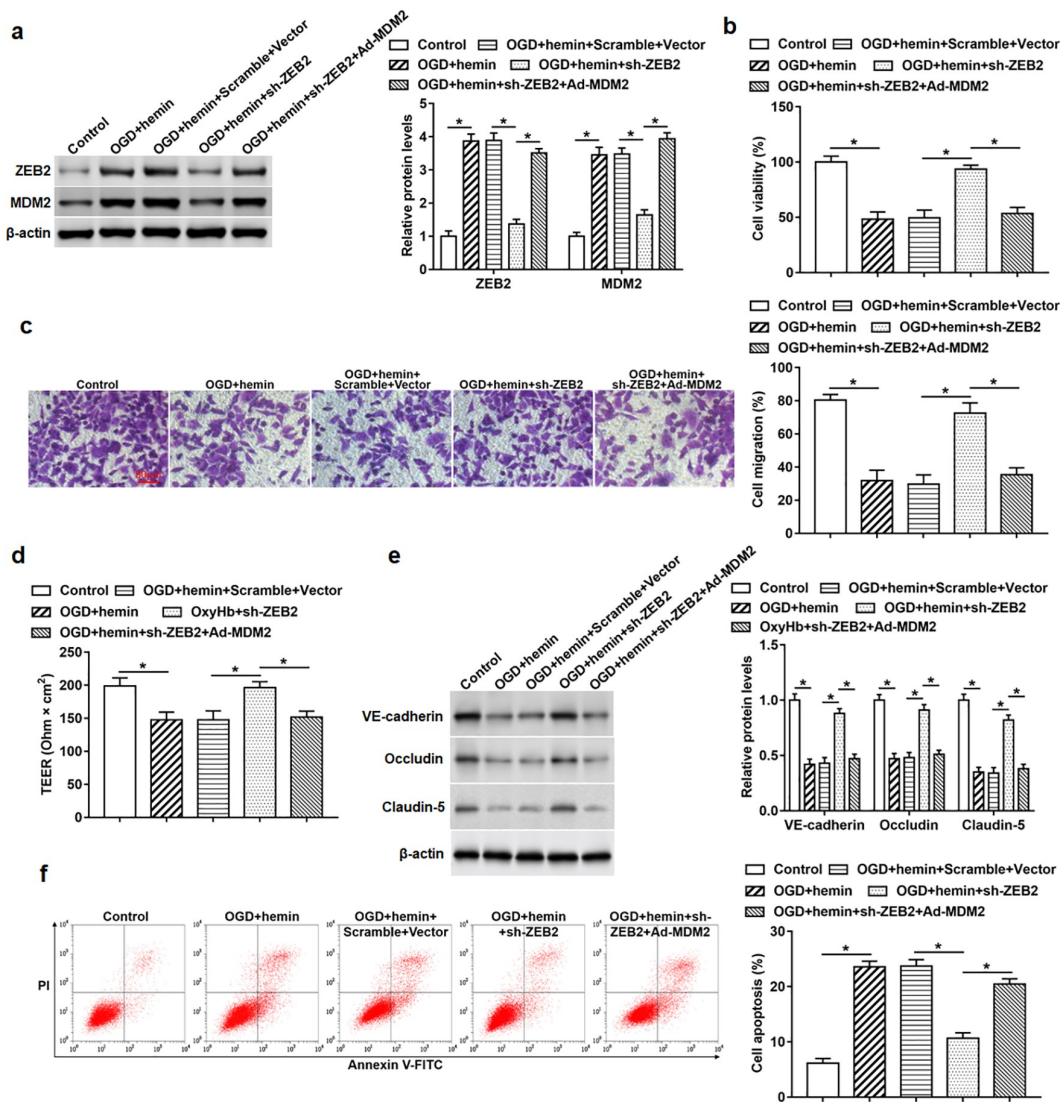 a
Control
OGD+hemin
OGD+hemin+Scramble+Vector
OGD+hemin+sh-ZEB2
OGD+hemin+sh-ZEB2+Ad-MDM2
ZEB2
MDM2
β-actin
Control OGD+hemin+Scramble+Vector
OGD+hemin OGD+hemin+sh-ZEB2
OGD+hemin+sh-ZEB2+Ad-MDM2
Relative protein levels
5
4
3
2
1
0
* * * * * *
ZEB2 MDM2
b
Control OGD+hemin+Scramble+Vector
OGD+hemin OGD+hemin+sh-ZEB2
OGD+hemin+sh-ZEB2+Ad-MDM2
Cell viability (%)
150
100
50
0
* * *
c
Control
OGD+hemin
OGD+hemin+
Scramble+Vector
OGD+hemin+sh-ZEB2
OGD+hemin+
sh-ZEB2+Ad-MDM2
Control OGD+hemin+Scramble+Vector
OGD+hemin OGD+hemin+sh-ZEB2
OGD+hemin+sh-ZEB2+Ad-MDM2
Cell migration (%)
100
80
60
40
20
0
* * *
d
Control OGD+hemin+Scramble+Vector
OGD+hemin OxyHb+sh-ZEB2
OGD+hemin+sh-ZEB2+Ad-MDM2
TEER (Ohm × cm²)
250
200
150
100
50
0
* * *
e
Control
OGD+hemin
OGD+hemin+Scramble+Vector
OGD+hemin+sh-ZEB2
OGD+hemin+sh-ZEB2+Ad-MDM2
VE-cadherin
Occludin
Claudin-5
β-actin
Control OGD+hemin+Scramble+Vector
OGD+hemin OGD+hemin+sh-ZEB2
OxyHb+sh-ZEB2+Ad-MDM2
Relative protein levels
1.5
1.0
0.5
0.0
* * * * * * * * *
VE-cadherin Occludin Claudin-5
f
Control
OGD+hemin
OGD+hemin+
Scramble+Vector
OGD+hemin
+sh-ZEB2
OGD+hemin+sh-
ZEB2+Ad-MDM2
PI
10⁴
10³
10²
10¹
10⁰
10⁰ 10¹ 10² 10³ 10⁴
Annexin V-FITC
Control OGD+hemin+Scramble+Vector
OGD+hemin OGD+hemin+sh-ZEB2
OGD+hemin+sh-ZEB2+Ad-MDM2
Cell apoptosis (%)
30
20
10
0
* * *